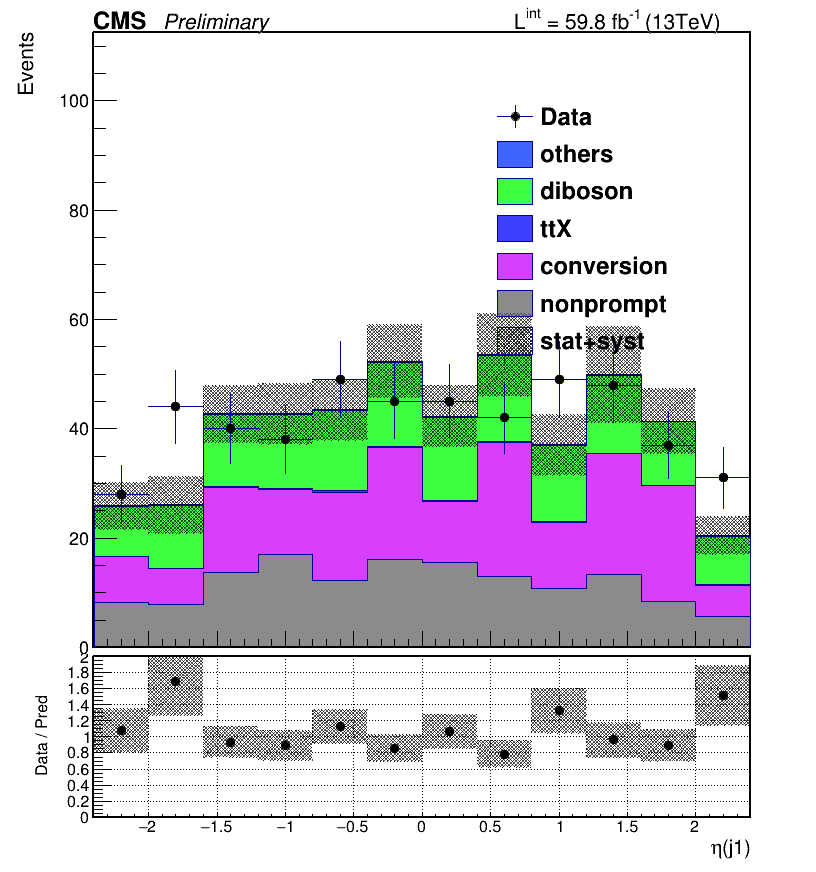 CMS Preliminary L^int = 59.8 fb^-1 (13TeV)
Events
100
80
60
40
20
0
Data
others
diboson
ttX
conversion
nonprompt
stat+syst
Data / Pred
2
1.8
1.6
1.4
1.2
1
0.8
0.6
0.4
0.2
0
−2 −1.5 −1 −0.5 0 0.5 1 1.5 2
η(j1)